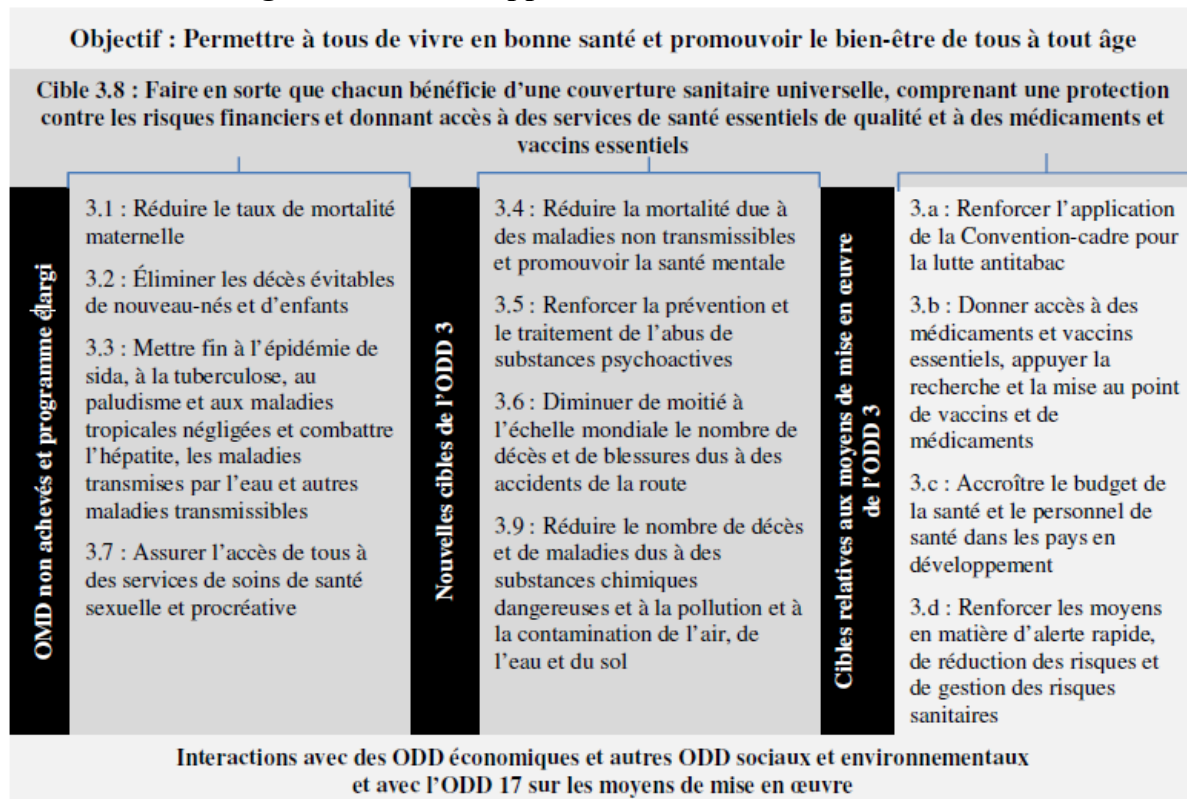 Objectif : Permettre à tous de vivre en bonne santé et promouvoir le bien-être de tous à tout âge
Cible 3.8 : Faire en sorte que chacun bénéficie d'une couverture sanitaire universelle, comprenant une protection
contre les risques financiers et donnant accès à des services de santé essentiels de qualité et à des médicaments et
vaccins essentiels
OMD non achevés et programme élargi
3.1 : Réduire le taux de mortalité
maternelle
3.2 : Éliminer les décès évitables
de nouveau-nés et d'enfants
3.3 : Mettre fin à l'épidémie de
sida, à la tuberculose, au
paludisme et aux maladies
tropicales négligées et combattre
l'hépatite, les maladies
transmises par l'eau et autres
maladies transmissibles
3.7 : Assurer l'accès de tous à
des services de soins de santé
sexuelle et procréative
Nouvelles cibles de l'ODD 3
3.4 : Réduire la mortalité due à
des maladies non transmissibles
et promouvoir la santé mentale
3.5 : Renforcer la prévention et
le traitement de l'abus de
substances psychoactives
3.6 : Diminuer de moitié à
l'échelle mondiale le nombre de
décès et de blessures dus à des
accidents de la route
3.9 : Réduire le nombre de décès
et de maladies dus à des
substances chimiques
dangereuses et à la pollution et à
la contamination de l'air, de
l'eau et du sol
Cibles relatives aux moyens de mise en œuvre
de l'ODD 3
3.a : Renforcer l'application
de la Convention-cadre pour
la lutte antitabac
3.b : Donner accès à des
médicaments et vaccins
essentiels, appuyer la
recherche et la mise au point
de vaccins et de
médicaments
3.c : Accroître le budget de
la santé et le personnel de
santé dans les pays en
développement
3.d : Renforcer les moyens
en matière d'alerte rapide,
de réduction des risques et
de gestion des risques
sanitaires
Interactions avec des ODD économiques et autres ODD sociaux et environnementaux
et avec l'ODD 17 sur les moyens de mise en œuvre